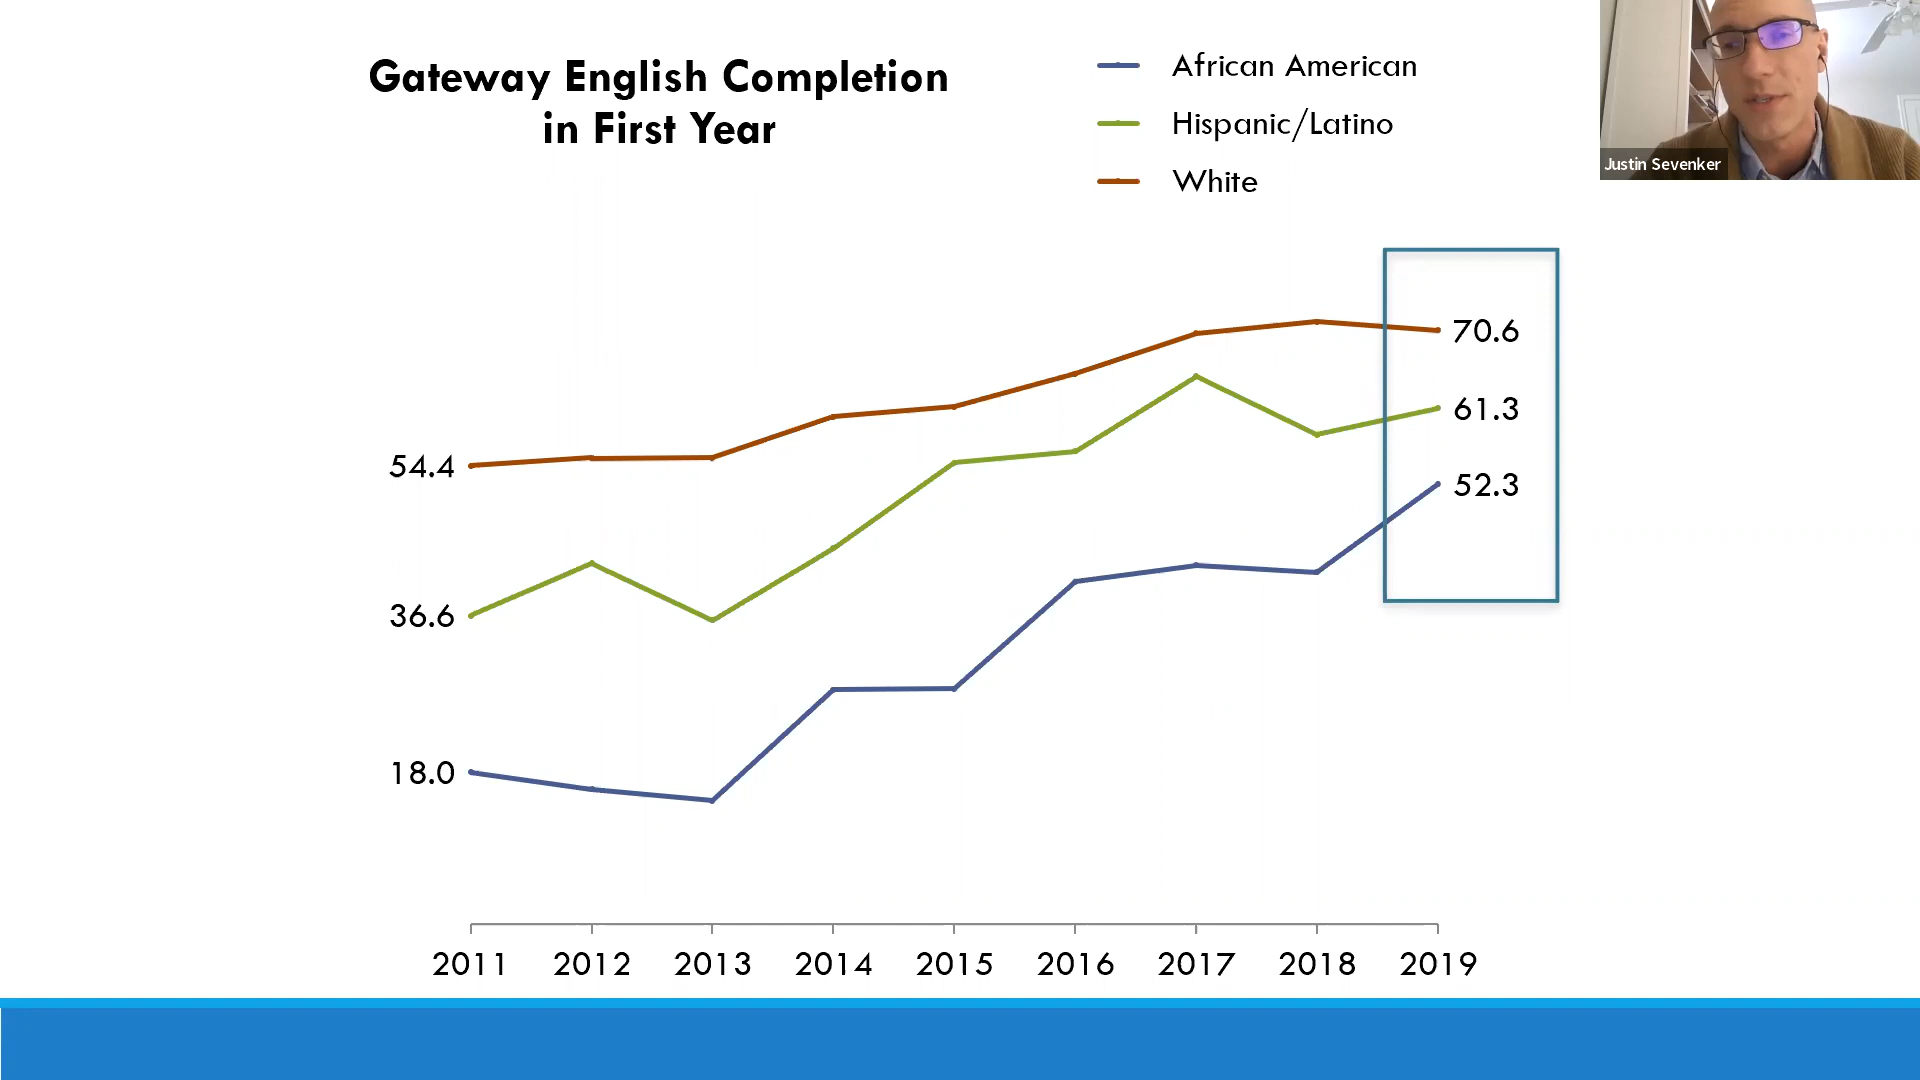 Gateway English Completion
in First Year
African American
Hispanic/Latino
White
Justin Sevenker
70.6
61.3
54.4
52.3
36.6
18.0
2011 2012 2013 2014 2015 2016 2017 2018 2019